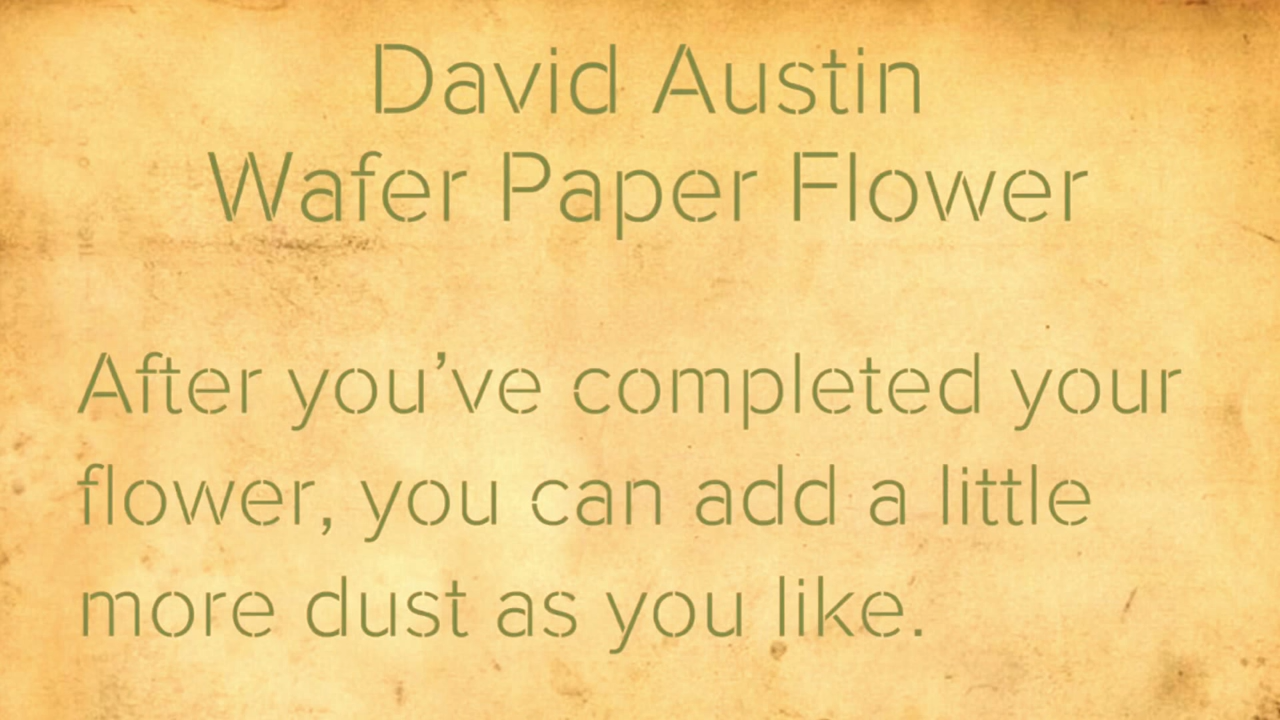 David Austin
Wafer Paper Flower
After you’ve completed your
flower, you can add a little
more dust as you like.